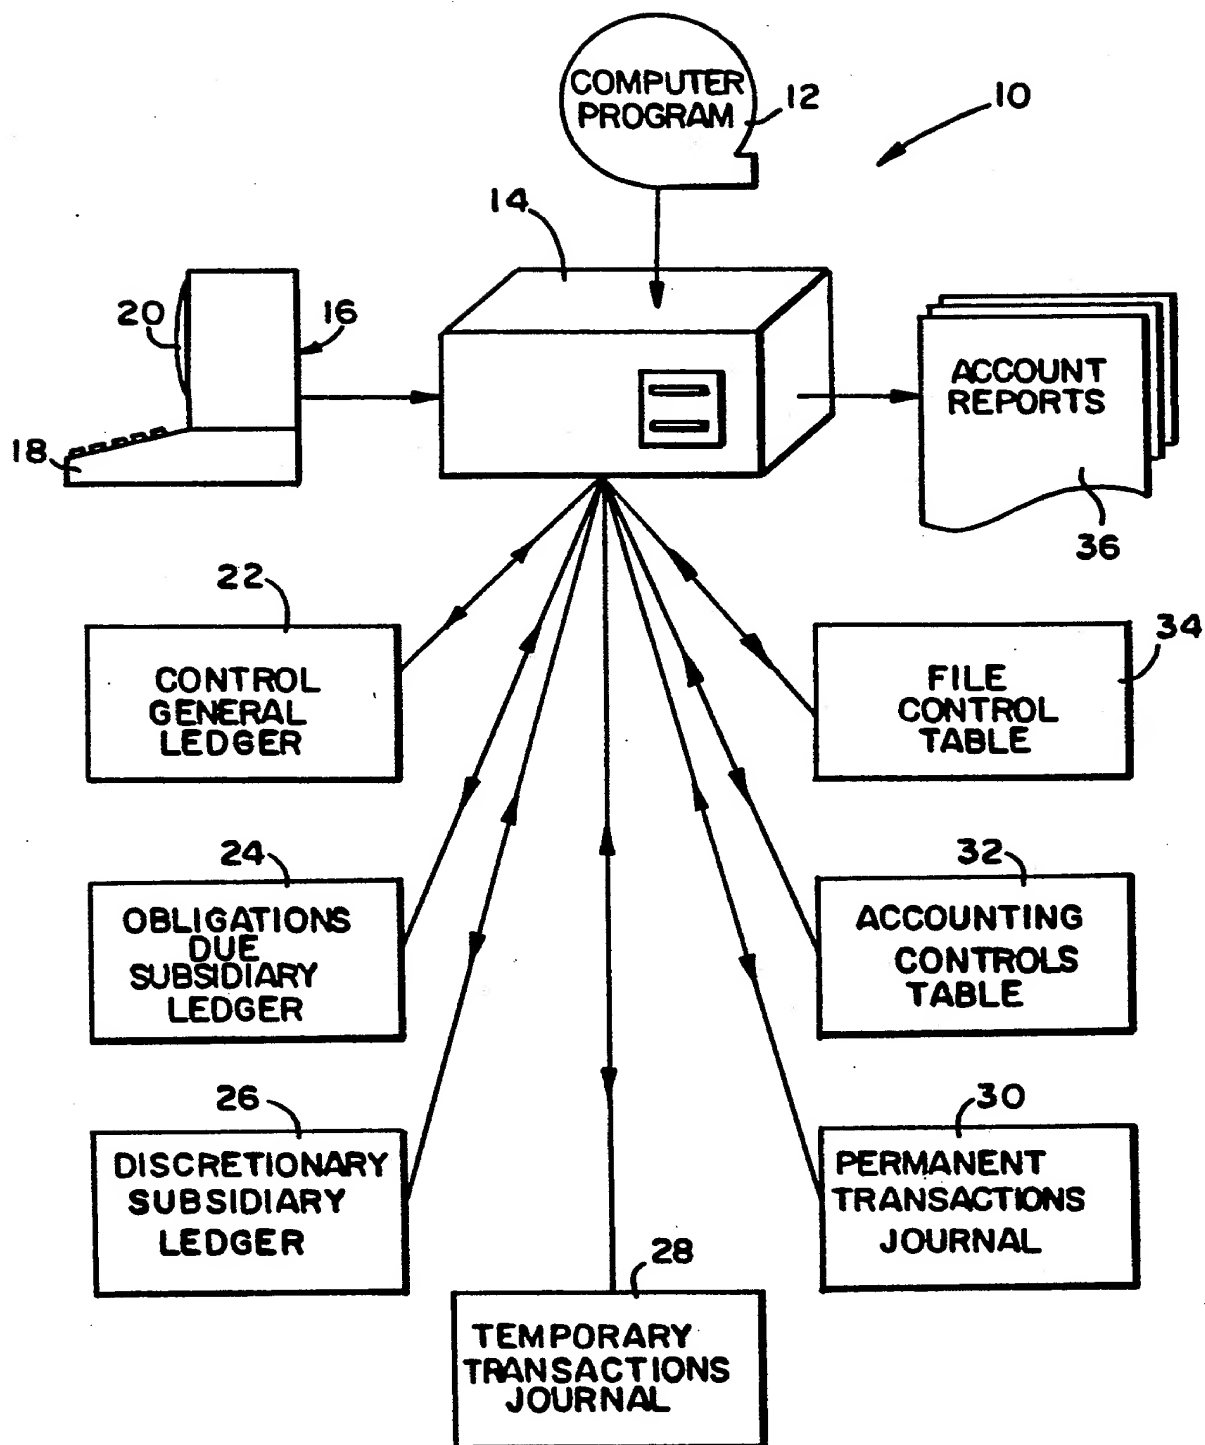 COMPUTER
PROGRAM
12
10
14
20
16
18
ACCOUNT
REPORTS
36
22
CONTROL
GENERAL
LEDGER
34
FILE
CONTROL
TABLE
24
OBLIGATIONS
DUE
SUBSIDIARY
LEDGER
32
ACCOUNTING
CONTROLS
TABLE
26
DISCRETIONARY
SUBSIDIARY
LEDGER
30
PERMANENT
TRANSACTIONS
JOURNAL
28
TEMPORARY
TRANSACTIONS
JOURNAL